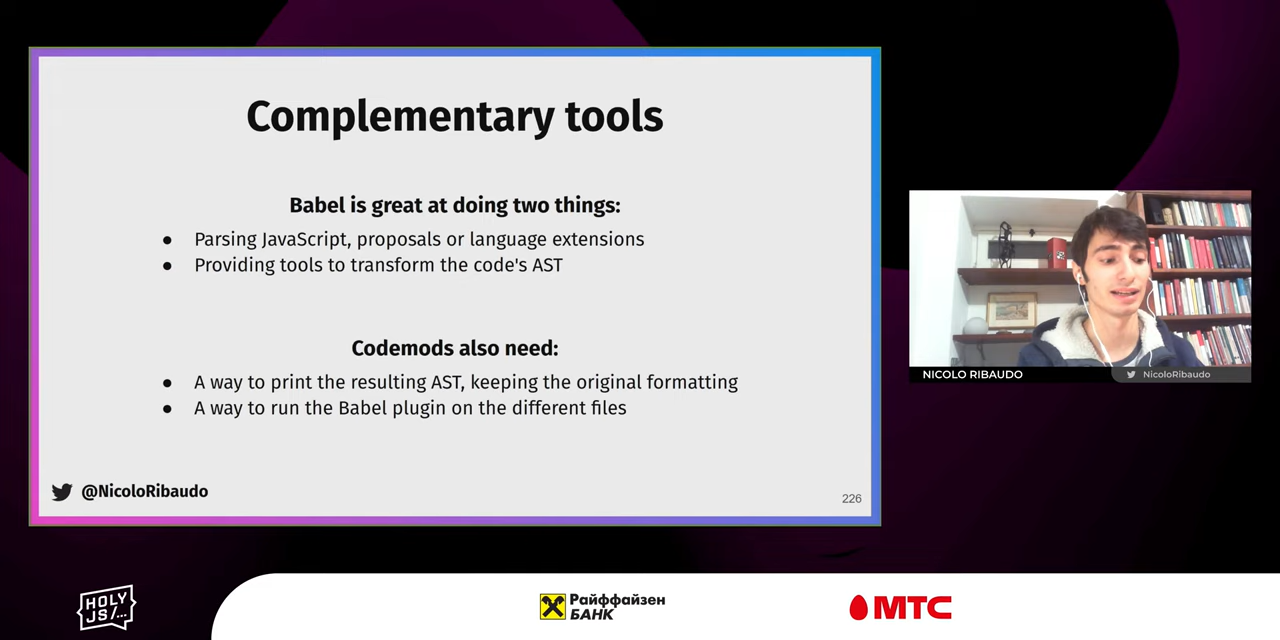 Complementary tools
Babel is great at doing two things:
● Parsing JavaScript, proposals or language extensions
● Providing tools to transform the code's AST
Codemods also need:
● A way to print the resulting AST, keeping the original formatting
● A way to run the Babel plugin on the different files
@NicoloRibaudo
226
NICOLO RIBAUDO
NicoloRibaudo
HOLY
JS/...
Райффайзен
БАНК
МТС